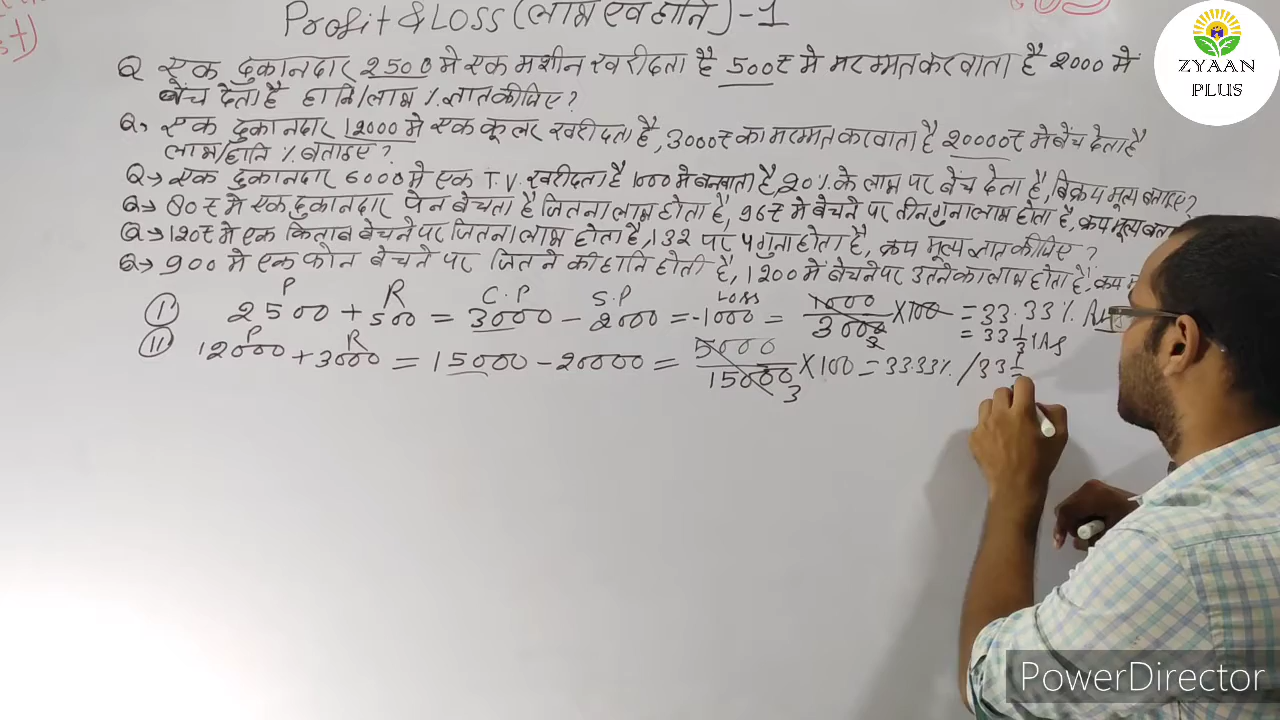 Profit & Loss (लाभ एवं हानि) -1
ZYAAN PLUS
Q एक दुकानदार 2500 मे एक मशीन खरीदता है 500₹ मे मरम्मत करवाता है 2000 में
बेंच देता है हानि/लाभ % ज्ञात कीजिए?
Q. एक दुकानदार 12000 मे एक कूलर खरीदता है, 3000₹ का मरम्मत करवाता है 20000₹ मे बेंच देता है
लाभ/हानि % बताइए?
Q→ एक दुकानदार 6000 मे एक T.V. खरीदता है 1000 मे बनवाता है, 20% के लाभ पर बेंच देता है, बिक्रय मूल्य बताइए?
Q→ 80₹ मे एक दुकानदार पेन बेचता है जितना लाभ होता है, 96₹ मे बेचने पर तीन गुना लाभ होता है, क्रय मूल्य
Q→ 120₹ मे एक किताब बेचने पर जितना लाभ होता है, 132 पर 4 गुना होता है, क्रय मूल्य ज्ञात कीजिए?
Q→ 900 मे एक फोन बेचने पर जितने की हानि होती है, 1200 में बेचने पर उतने का लाभ होता है, क्रय
P R C.P S.P Loss
I 2500 + 500 = 3000 - 2000 = -1000 = 1000/3000 3 ×100 = 33.33%
= 33 1/3 %
P R
II 12000 + 3000 = 15000 - 20000 = 5000/15000 3 ×100 = 33.33% / 33 1
PowerDirector